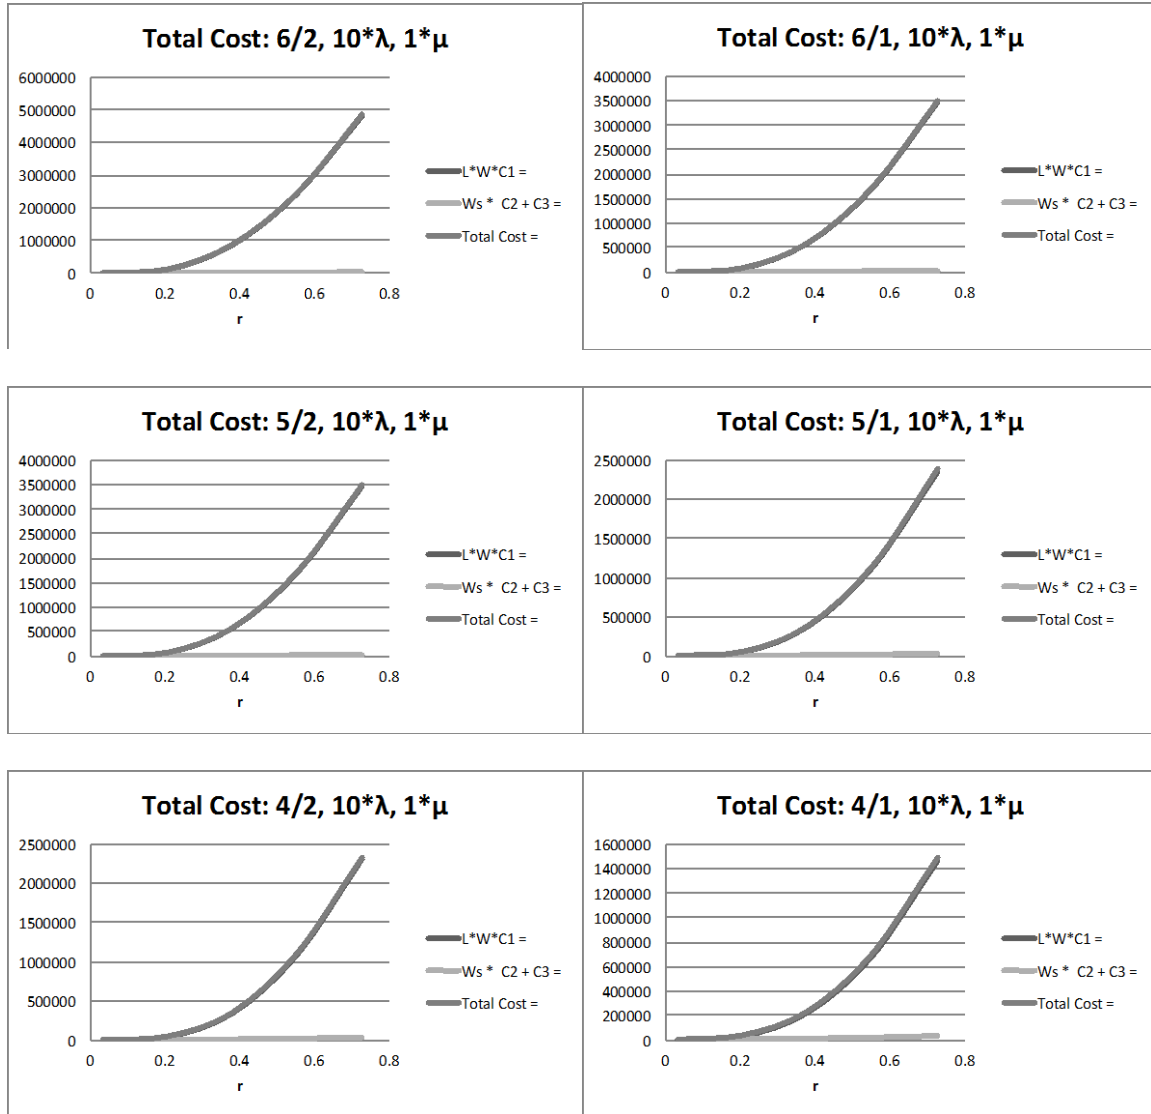 Total Cost: 6/2, 10*λ, 1*μ
6000000
5000000
4000000
3000000
2000000
1000000
0
0 0.2 0.4 0.6 0.8
r
L*W*C1 =
Ws * C2 + C3 =
Total Cost =
Total Cost: 6/1, 10*λ, 1*μ
4000000
3500000
3000000
2500000
2000000
1500000
1000000
500000
0
0 0.2 0.4 0.6 0.8
r
L*W*C1 =
Ws * C2 + C3 =
Total Cost =
Total Cost: 5/2, 10*λ, 1*μ
4000000
3500000
3000000
2500000
2000000
1500000
1000000
500000
0
0 0.2 0.4 0.6 0.8
r
L*W*C1 =
Ws * C2 + C3 =
Total Cost =
Total Cost: 5/1, 10*λ, 1*μ
2500000
2000000
1500000
1000000
500000
0
0 0.2 0.4 0.6 0.8
r
L*W*C1 =
Ws * C2 + C3 =
Total Cost =
Total Cost: 4/2, 10*λ, 1*μ
2500000
2000000
1500000
1000000
500000
0
0 0.2 0.4 0.6 0.8
r
L*W*C1 =
Ws * C2 + C3 =
Total Cost =
Total Cost: 4/1, 10*λ, 1*μ
1600000
1400000
1200000
1000000
800000
600000
400000
200000
0
0 0.2 0.4 0.6 0.8
r
L*W*C1 =
Ws * C2 + C3 =
Total Cost =